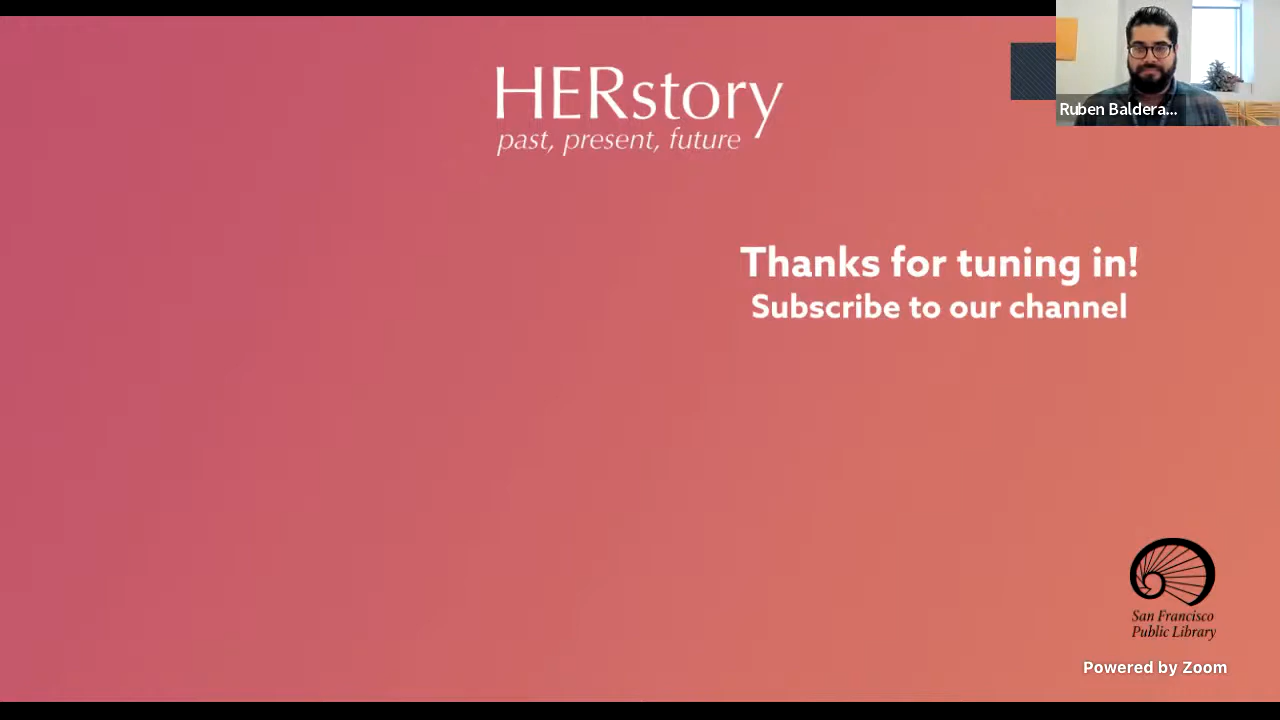 HERstory
past, present, future
Ruben Baldera...
Thanks for tuning in!
Subscribe to our channel
San Francisco
Public Library
Powered by Zoom